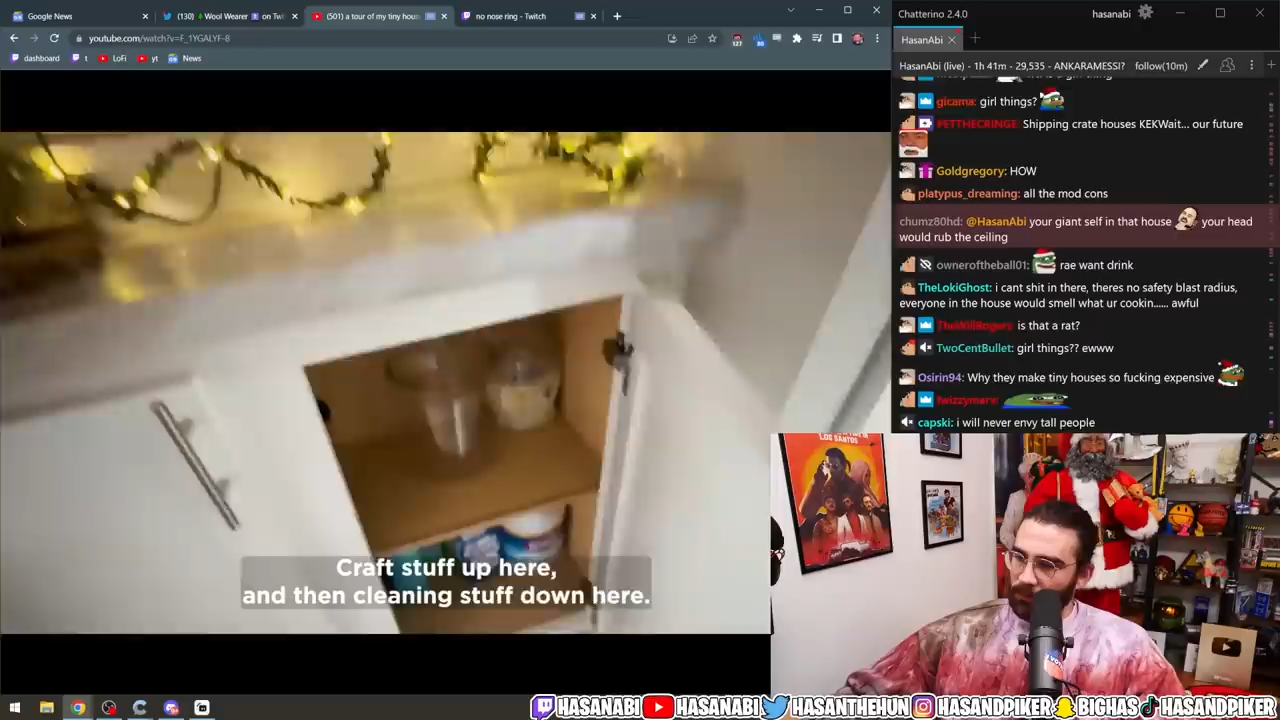 Google News
(130) Wool Wearer on Twi
(501) a tour of my tiny hous
no nose ring - Twitch
youtube.com/watch?v=F_1YGALYF-8
dashboard
t
LoFi
yt
News
Craft stuff up here,
and then cleaning stuff down here.
Chatterino 2.4.0
hasanabi
HasanAbi
HasanAbi (live) - 1h 41m - 29,535 - ANKARAMESSI?
follow(10m)
gicama: girl things?
PETTHECRINGE: Shipping crate houses KEKWait... our future
Goldgregory: HOW
platypus_dreaming: all the mod cons
chumz80hd: @HasanAbi your giant self in that house your head
would rub the ceiling
owneroftheball01: rae want drink
TheLokiGhost: i cant shit in there, theres no safety blast radius,
everyone in the house would smell what ur cookin...... awful
is that a rat?
TwoCentBullet: girl things?? ewww
Osirin94: Why they make tiny houses so fucking expensive
twizzymarv:
capski: i will never envy tall people
LOS SANTOS
HASANABI
HASANABI
HASANTHEHUN
HASANDPIKER
BIGHAS
HASANDPIKER